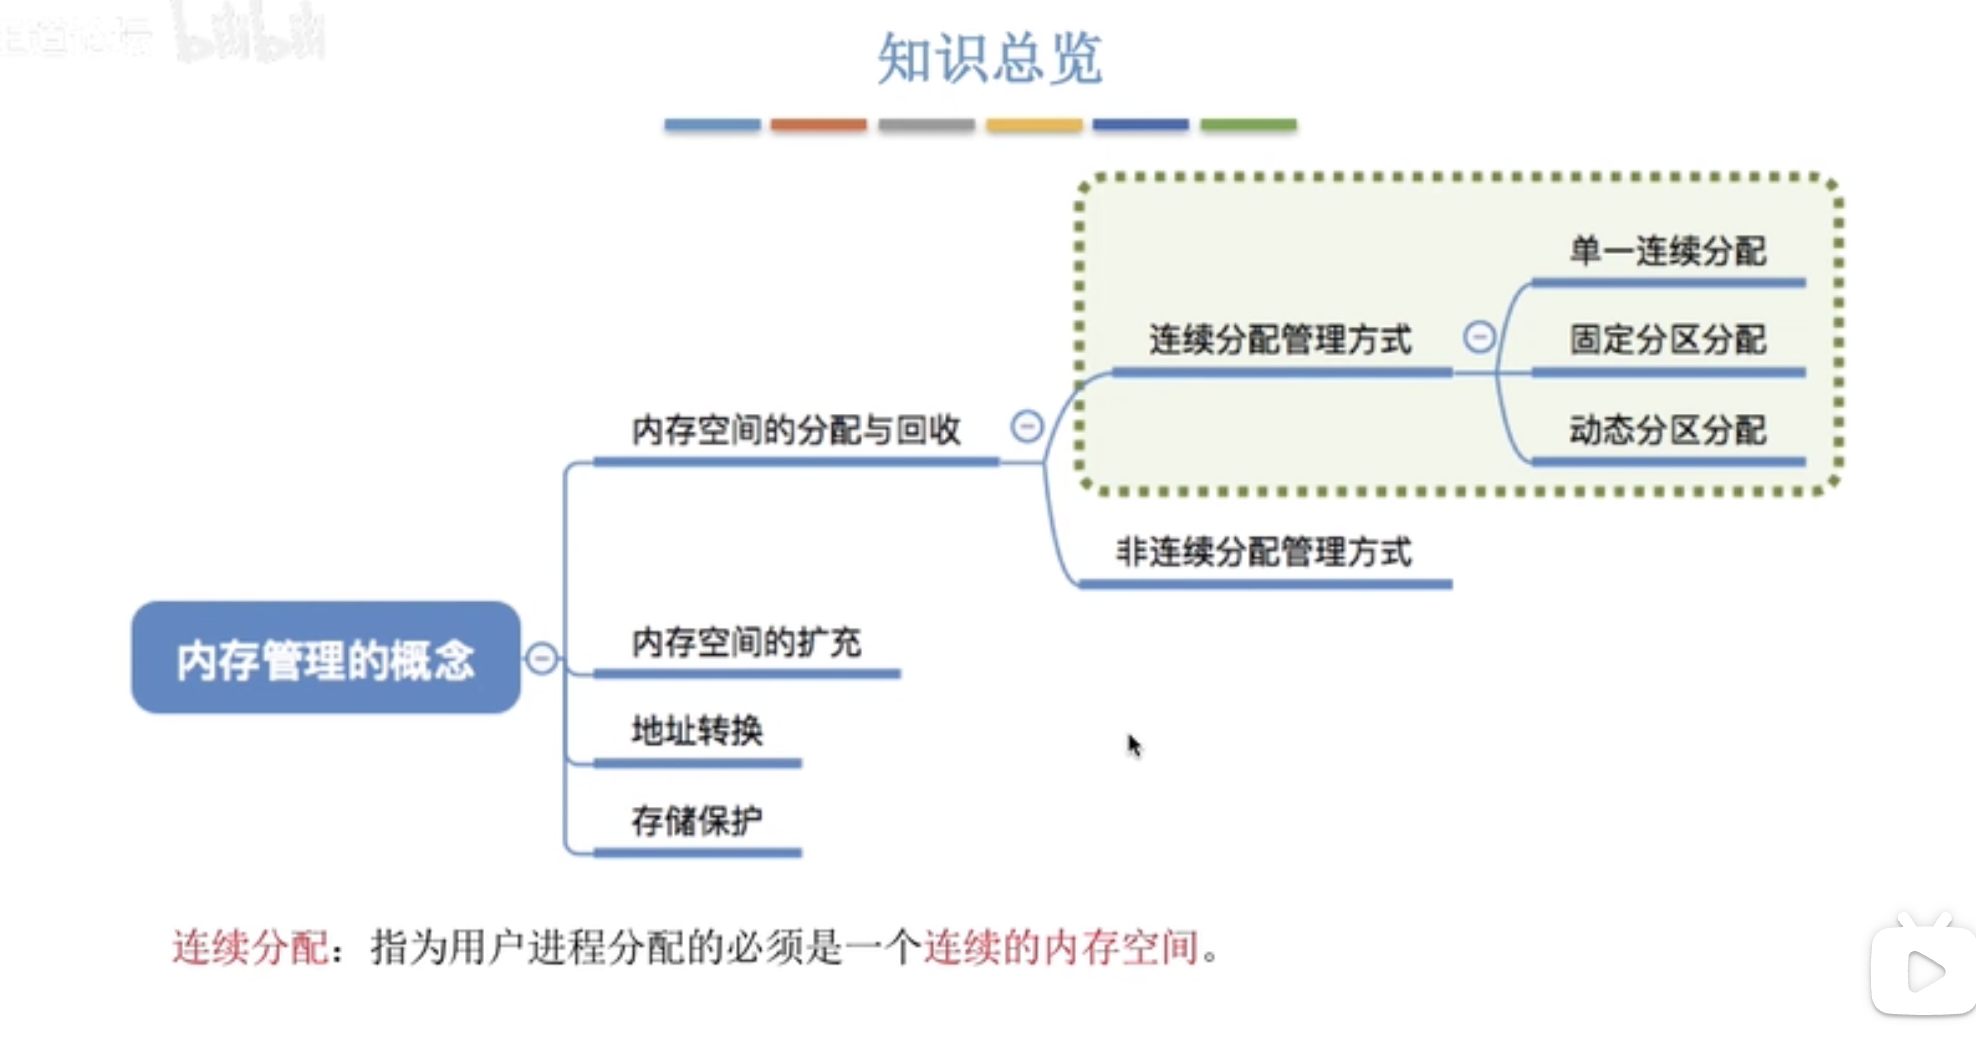 bilibili
知识总览
单一连续分配
连续分配管理方式
固定分区分配
内存空间的分配与回收
动态分区分配
非连续分配管理方式
内存管理的概念
内存空间的扩充
地址转换
存储保护
连续分配：指为用户进程分配的必须是一个连续的内存空间。